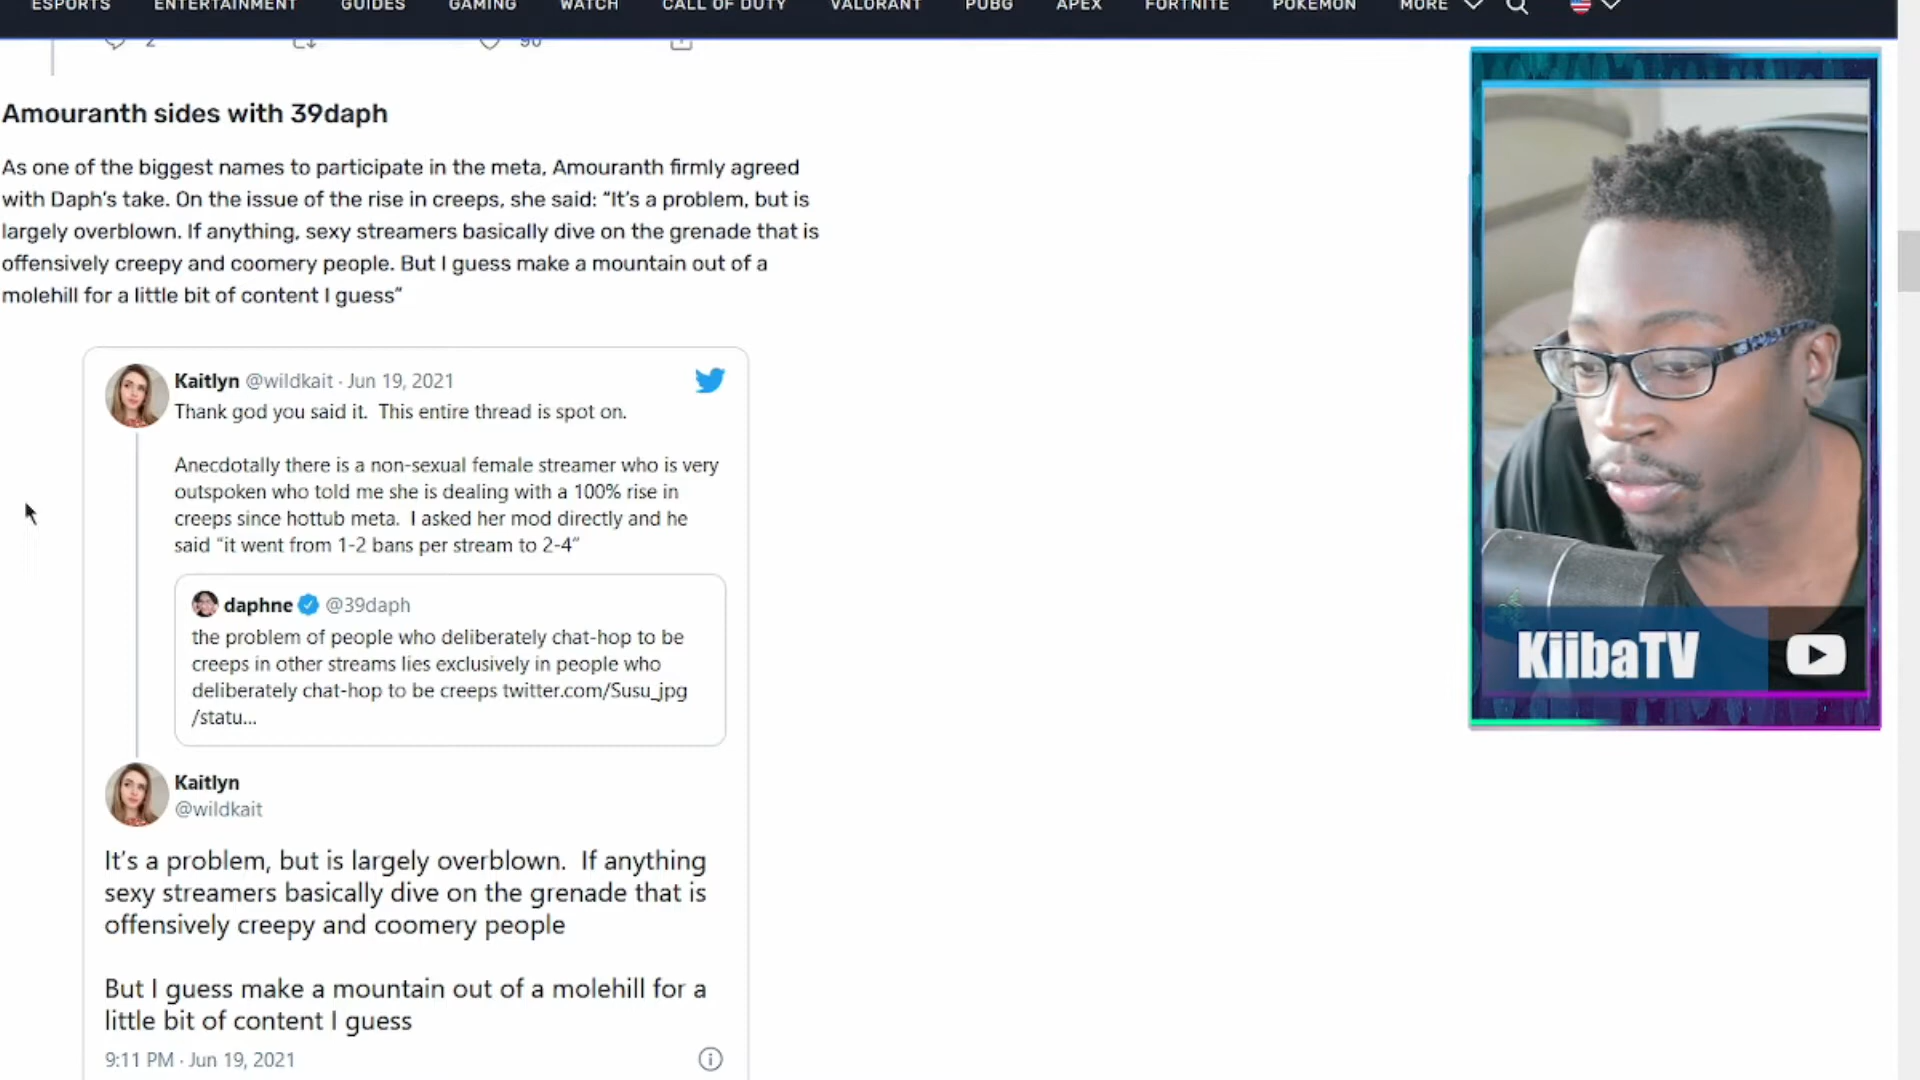 ESPORTS ENTERTAINMENT GUIDES GAMING WATCH CALL OF DUTY VALORANT PUBG APEX FORTNITE POKEMON MORE
2 90
Amouranth sides with 39daph
As one of the biggest names to participate in the meta, Amouranth firmly agreed
with Daph's take. On the issue of the rise in creeps, she said: “It's a problem, but is
largely overblown. If anything, sexy streamers basically dive on the grenade that is
offensively creepy and coomery people. But I guess make a mountain out of a
molehill for a little bit of content I guess”
Kaitlyn @wildkait · Jun 19, 2021
Thank god you said it. This entire thread is spot on.
Anecdotally there is a non-sexual female streamer who is very
outspoken who told me she is dealing with a 100% rise in
creeps since hottub meta. I asked her mod directly and he
said “it went from 1-2 bans per stream to 2-4”
daphne @39daph
the problem of people who deliberately chat-hop to be
creeps in other streams lies exclusively in people who
deliberately chat-hop to be creeps twitter.com/Susu_jpg
/statu...
Kaitlyn
@wildkait
It's a problem, but is largely overblown. If anything
sexy streamers basically dive on the grenade that is
offensively creepy and coomery people
But I guess make a mountain out of a molehill for a
little bit of content I guess
9:11 PM · Jun 19, 2021
KiibaTV